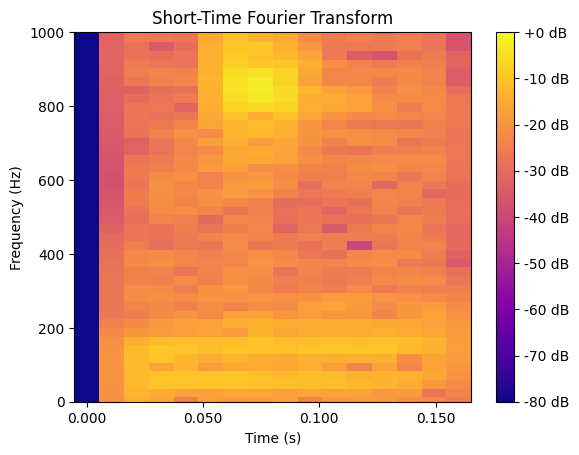 Short-Time Fourier Transform
Frequency (Hz)
1000
800
600
400
200
0
0.000
0.050
0.100
0.150
Time (s)
+0 dB
-10 dB
-20 dB
-30 dB
-40 dB
-50 dB
-60 dB
-70 dB
-80 dB